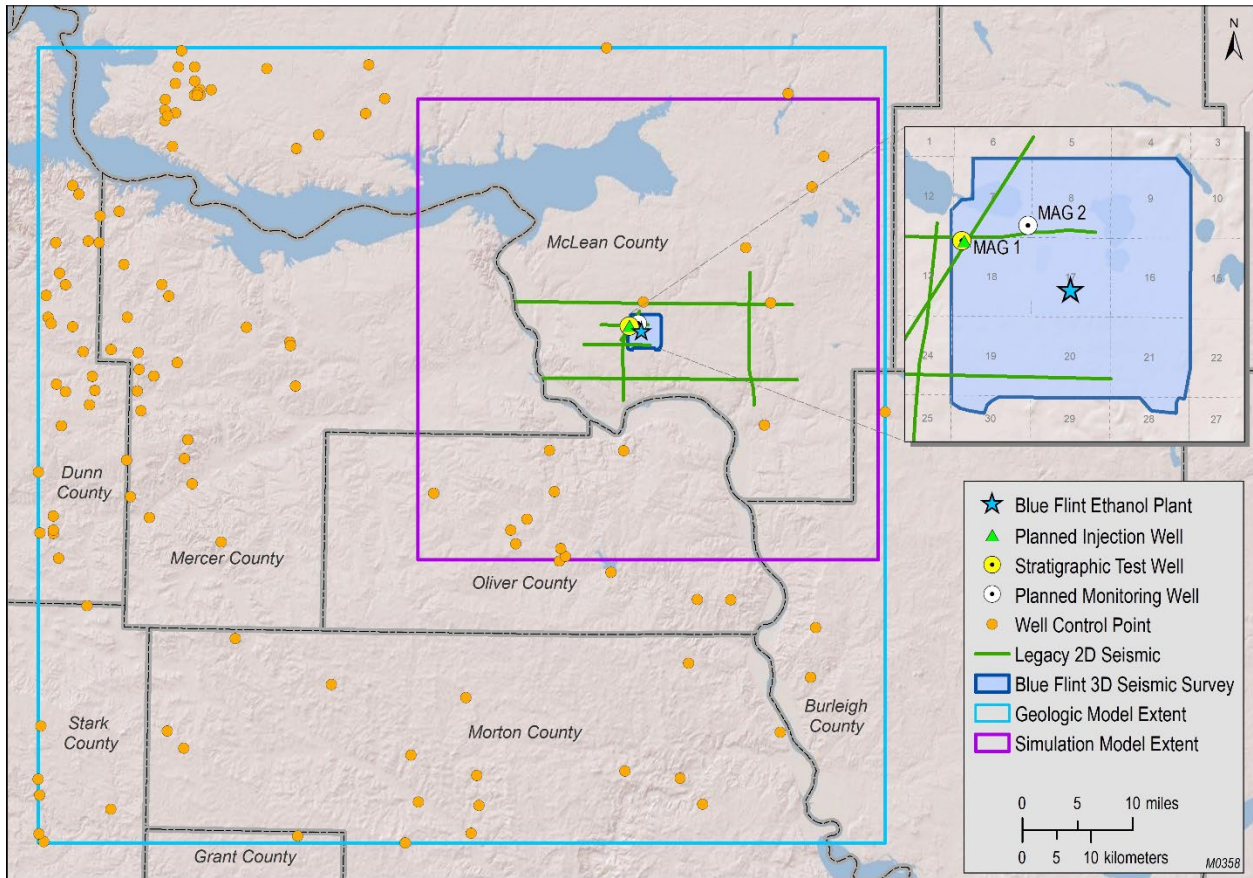 N
1
6
5
12
7
8
9
10
MAG 2
MAG 1
18
16
15
17
24
19
20
21
22
25
30
29
28
27
McLean County
Dunn
County
Mercer County
Oliver County
Stark
County
Morton County
Burleigh
County
Grant County
Blue Flint Ethanol Plant
Planned Injection Well
Stratigraphic Test Well
Planned Monitoring Well
Well Control Point
Legacy 2D Seismic
Blue Flint 3D Seismic Survey
Geologic Model Extent
Simulation Model Extent
0 5 10 miles
0 5 10 kilometers
M0358